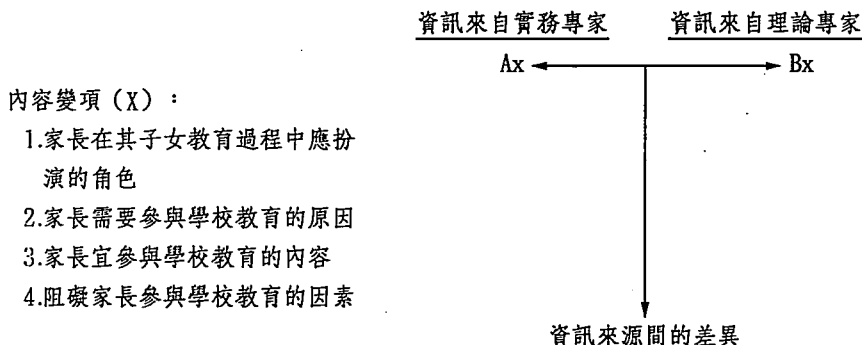 資訊來自實務專家 資訊來自理論專家
Ax Bx
內容變項（X）：
1.家長在其子女教育過程中應扮
演的角色
2.家長需要參與學校教育的原因
3.家長宜參與學校教育的內容
4.阻礙家長參與學校教育的因素
資訊來源間的差異